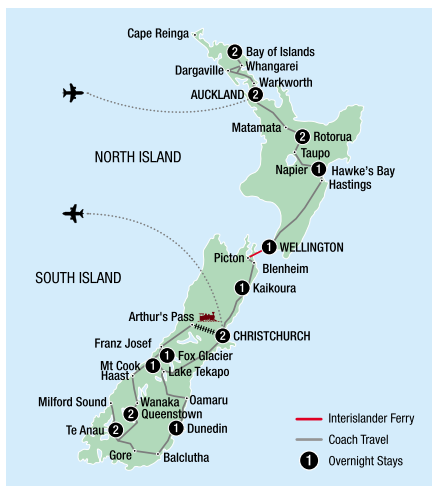 Cape Reinga
2
Bay of Islands
Whangarei
Dargaville
Warkworth
AUCKLAND
2
Matamata
2
Rotorua
Taupo
NORTH ISLAND
Napier
1
Hawke's Bay
Hastings
1
WELLINGTON
Picton
Blenheim
SOUTH ISLAND
1
Kaikoura
Arthur's Pass
2
CHRISTCHURCH
Franz Josef
1
Fox Glacier
Mt Cook
1
Lake Tekapo
Haast
Milford Sound
Wanaka
Oamaru
2
Queenstown
Te Anau
2
1
Dunedin
Gore
Balclutha
Interislander Ferry
Coach Travel
1
Overnight Stays